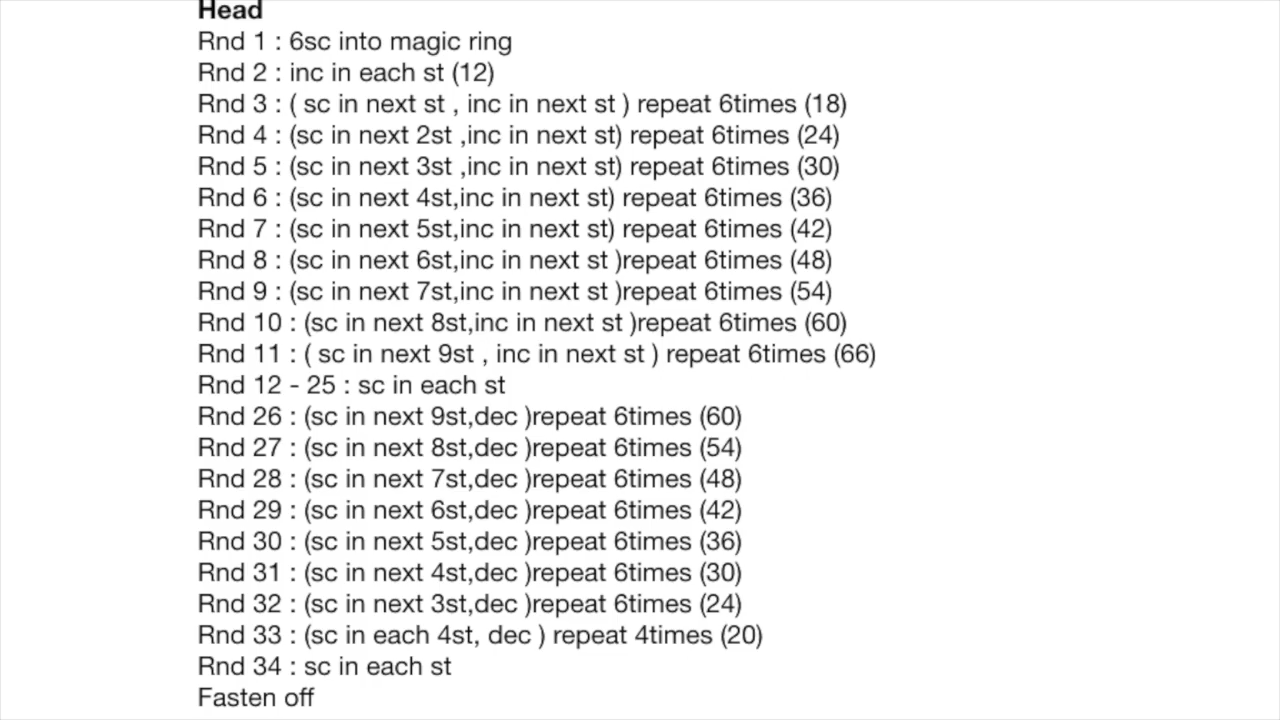 Head
Rnd 1 : 6sc into magic ring
Rnd 2 : inc in each st (12)
Rnd 3 : ( sc in next st , inc in next st ) repeat 6times (18)
Rnd 4 : (sc in next 2st ,inc in next st) repeat 6times (24)
Rnd 5 : (sc in next 3st ,inc in next st) repeat 6times (30)
Rnd 6 : (sc in next 4st,inc in next st) repeat 6times (36)
Rnd 7 : (sc in next 5st,inc in next st) repeat 6times (42)
Rnd 8 : (sc in next 6st,inc in next st )repeat 6times (48)
Rnd 9 : (sc in next 7st,inc in next st )repeat 6times (54)
Rnd 10 : (sc in next 8st,inc in next st )repeat 6times (60)
Rnd 11 : ( sc in next 9st , inc in next st ) repeat 6times (66)
Rnd 12 - 25 : sc in each st
Rnd 26 : (sc in next 9st,dec )repeat 6times (60)
Rnd 27 : (sc in next 8st,dec )repeat 6times (54)
Rnd 28 : (sc in next 7st,dec )repeat 6times (48)
Rnd 29 : (sc in next 6st,dec )repeat 6times (42)
Rnd 30 : (sc in next 5st,dec )repeat 6times (36)
Rnd 31 : (sc in next 4st,dec )repeat 6times (30)
Rnd 32 : (sc in next 3st,dec )repeat 6times (24)
Rnd 33 : (sc in each 4st, dec ) repeat 4times (20)
Rnd 34 : sc in each st
Fasten off